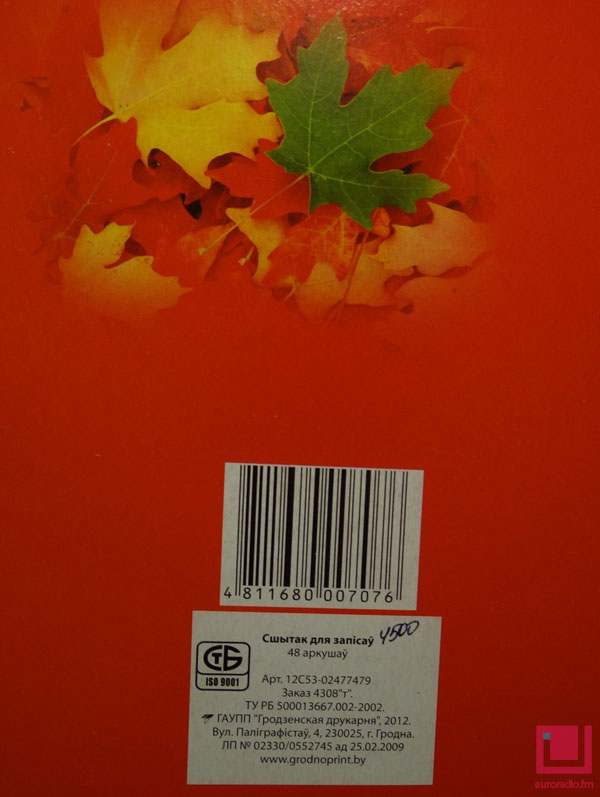 4 811680 007076
Сшытак для запісаў 4500
48 аркушаў
СТБ
ISO 9001
Арт. 12С53-02477479
Заказ 4308"т".
ТУ РБ 500013667.002-2002.
ГАУПП "Гродзенская друкарня", 2012.
Вул. Паліграфістаў, 4, 230025, г. Гродна.
ЛП № 02330/0552745 ад 25.02.2009
www.grodnoprint.by
euroradio.fm